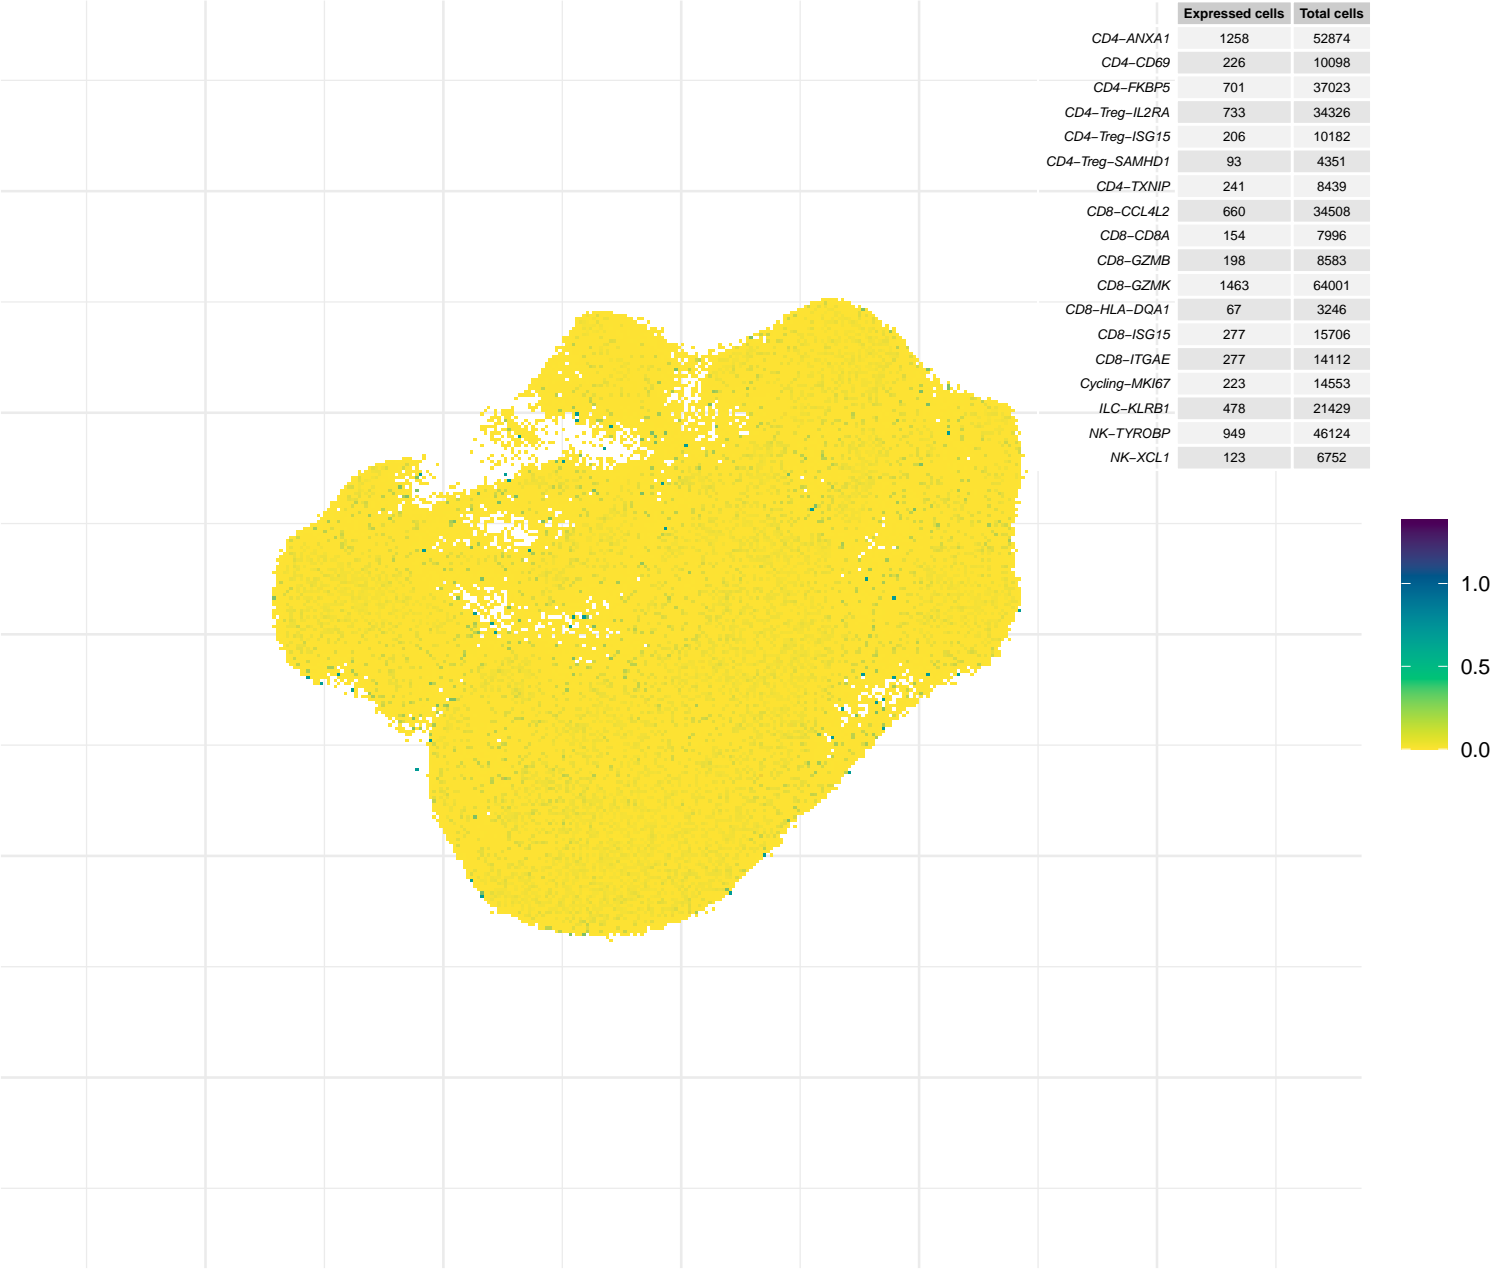 Expressed cells Total cells
CD4−ANXA1 1258 52874
CD4−CD69 226 10098
CD4−FKBP5 701 37023
CD4−Treg−IL2RA 733 34326
CD4−Treg−ISG15 206 10182
CD4−Treg−SAMHD1 93 4351
CD4−TXNIP 241 8439
CD8−CCL4L2 660 34508
CD8−CD8A 154 7996
CD8−GZMB 198 8583
CD8−GZMK 1463 64001
CD8−HLA−DQA1 67 3246
CD8−ISG15 277 15706
CD8−ITGAE 277 14112
Cycling−MKI67 223 14553
ILC−KLRB1 478 21429
NK−TYROBP 949 46124
NK−XCL1 123 6752
1.0
0.5
0.0